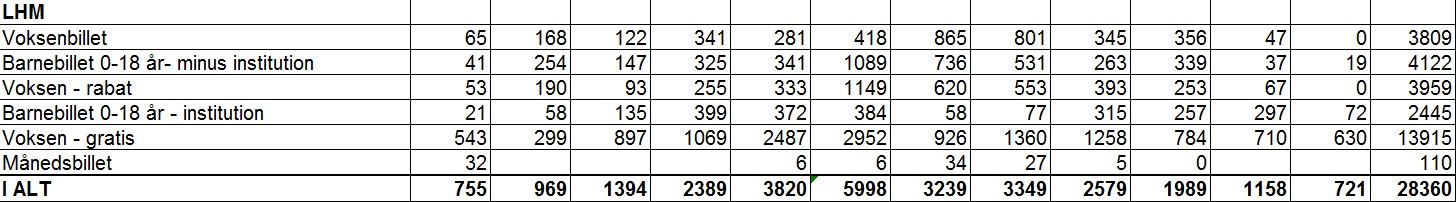 LHM
Voksenbillet 65 168 122 341 281 418 865 801 345 356 47 0 3809
Barnebillet 0-18 år- minus institution 41 254 147 325 341 1089 736 531 263 339 37 19 4122
Voksen - rabat 53 190 93 255 333 1149 620 553 393 253 67 0 3959
Barnebillet 0-18 år - institution 21 58 135 399 372 384 58 77 315 257 297 72 2445
Voksen - gratis 543 299 897 1069 2487 2952 926 1360 1258 784 710 630 13915
Månedsbillet 32 6 6 34 27 5 0 110
I ALT 755 969 1394 2389 3820 5998 3239 3349 2579 1989 1158 721 28360